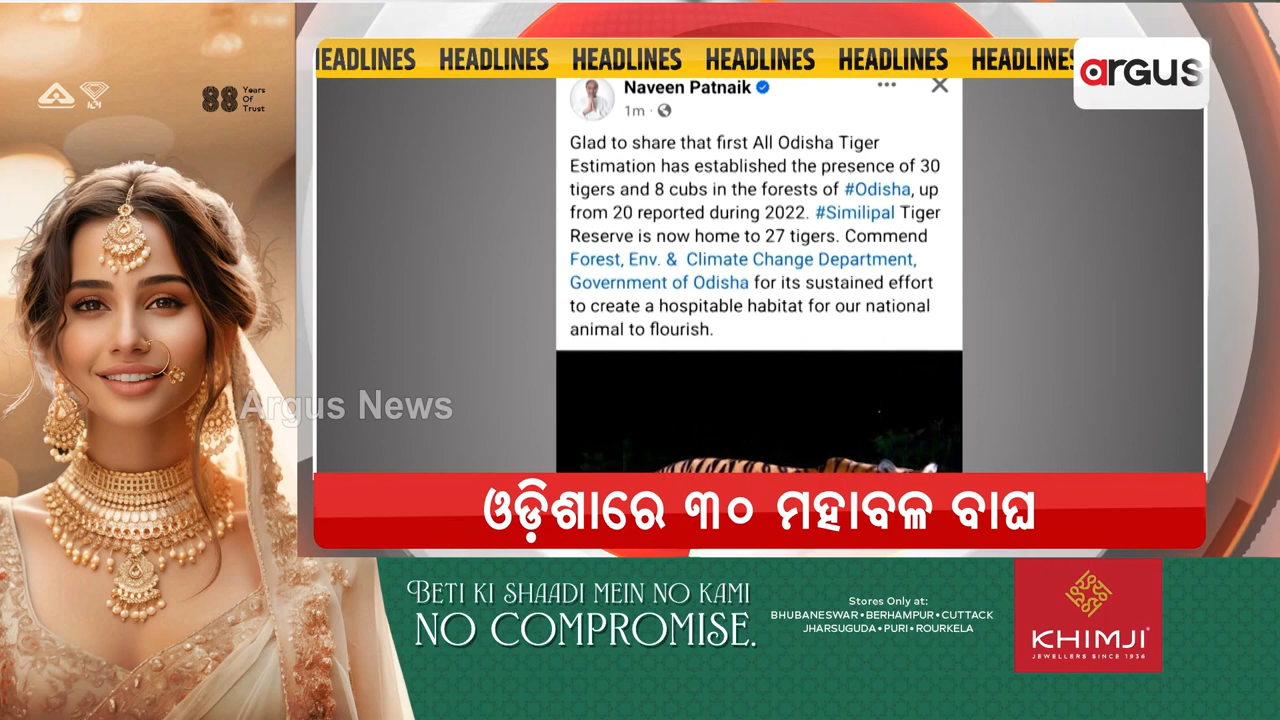 88 Years Of Trust
HEADLINES HEADLINES HEADLINES HEADLINES HEADLINES
argus
Naveen Patnaik
1m
Glad to share that first All Odisha Tiger
Estimation has established the presence of 30
tigers and 8 cubs in the forests of #Odisha, up
from 20 reported during 2022. #Similipal Tiger
Reserve is now home to 27 tigers. Commend
Forest, Env. & Climate Change Department,
Government of Odisha for its sustained effort
to create a hospitable habitat for our national
animal to flourish.
Argus News
ଓଡ଼ିଶାରେ ୩୦ ମହାବଳ ବାଘ
BETI KI SHAADI MEIN NO KAMI
NO COMPROMISE.
Stores Only at:
BHUBANESWAR • BERHAMPUR • CUTTACK
JHARSUGUDA • PURI • ROURKELA
KHIMJI
JEWELLERS SINCE 1936